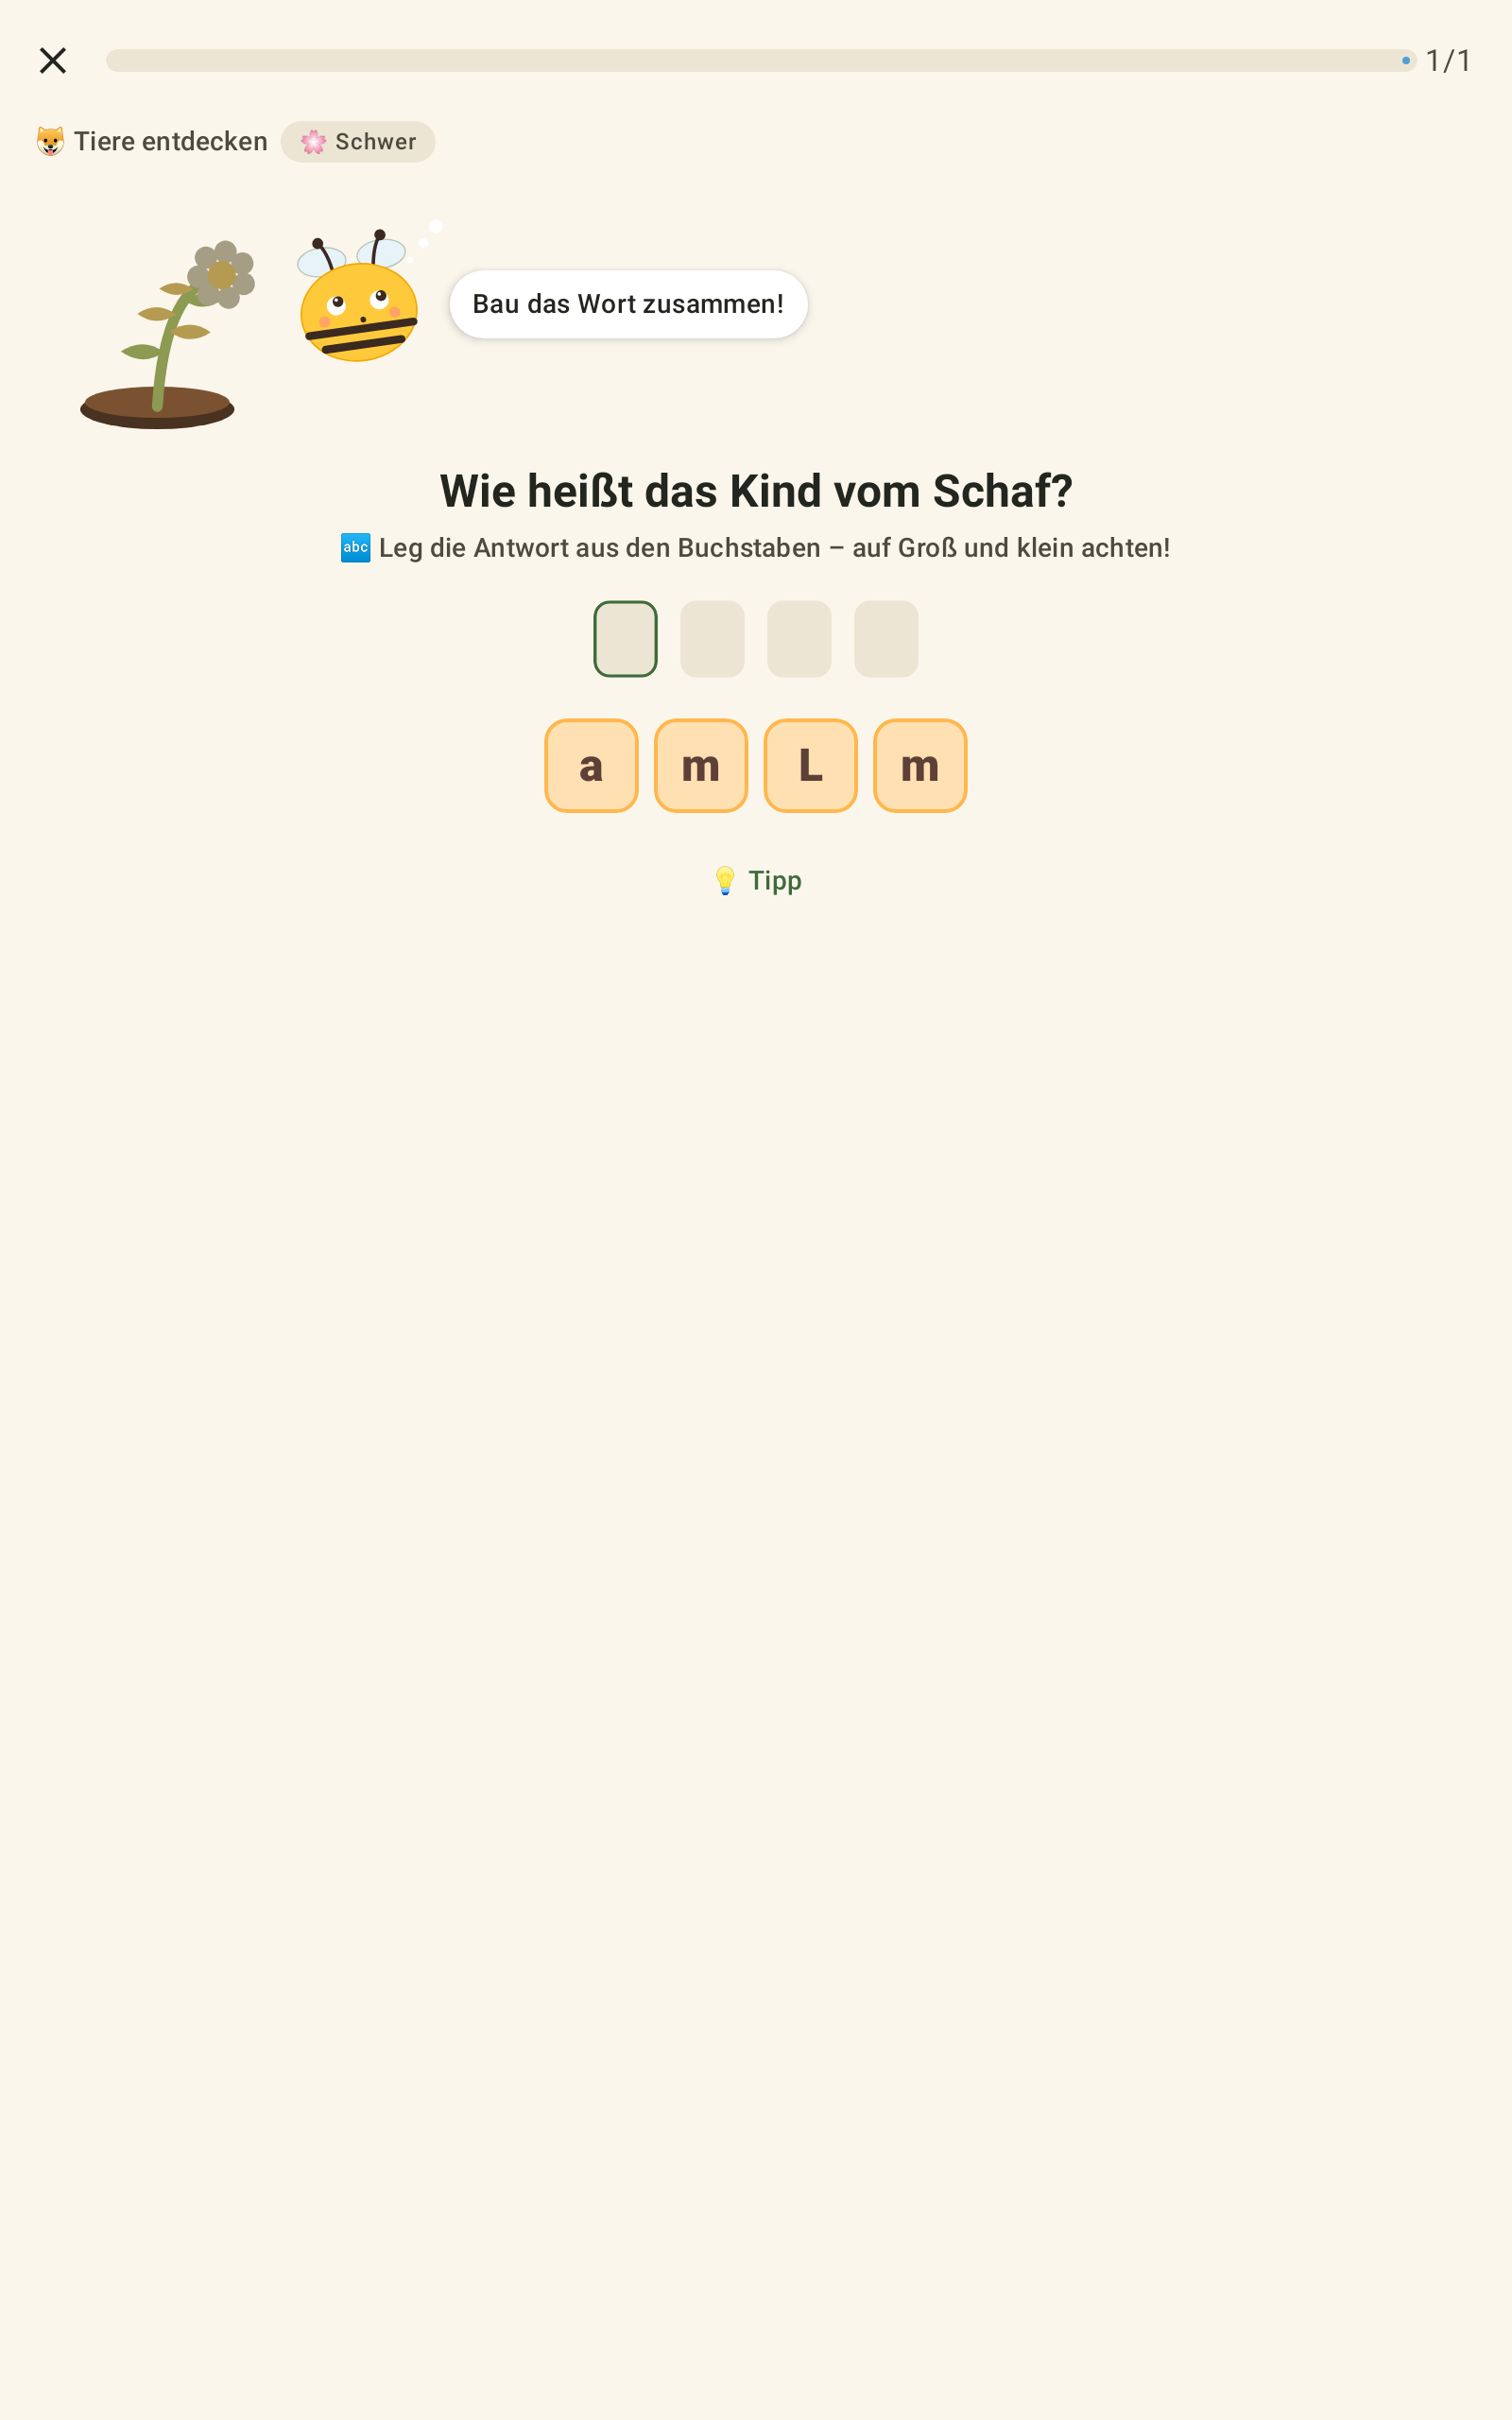 1/1
Tiere entdecken
Schwer
Bau das Wort zusammen!
Wie heißt das Kind vom Schaf?
abc Leg die Antwort aus den Buchstaben – auf Groß und klein achten!
a m L m
Tipp